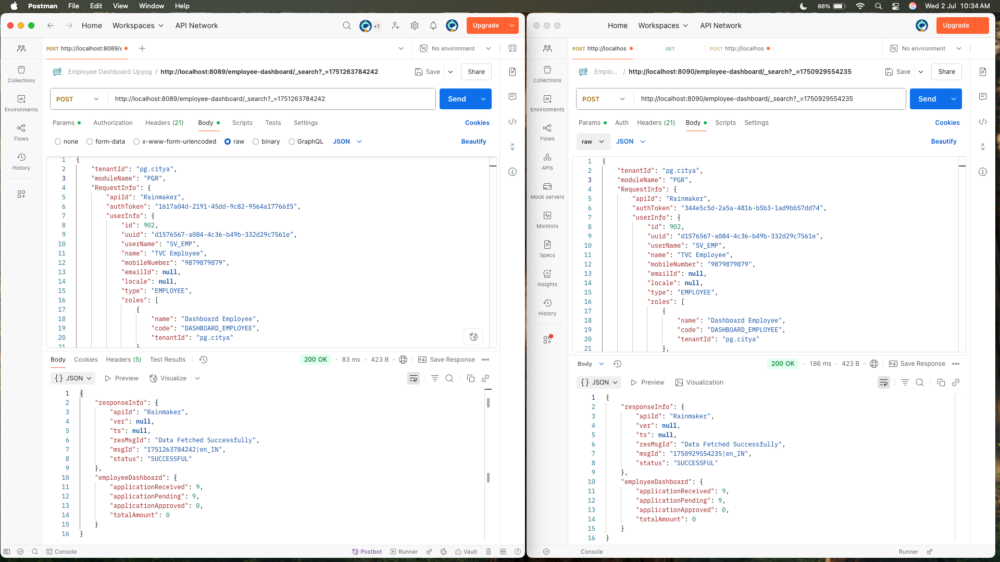 Postman File Edit View Window Help 86% Wed 2 Jul 10:34 AM
Home Workspaces API Network +1 Upgrade
POST http://localhost:8089/e No environment
Employee Dashboard Upyog / http://localhost:8089/employee-dashboard/_search?_=1751263784242 Save Share
POST http://localhost:8089/employee-dashboard/_search?_=1751263784242 Send
Params Authorization Headers (21) Body Scripts Tests Settings Cookies
none form-data x-www-form-urlencoded raw binary GraphQL JSON Beautify
Collections
Environments
Flows
History
1 {
2 "tenantId": "pg.citya",
3 "moduleName": "PGR",
4 "RequestInfo": {
5 "apiId": "Rainmaker",
6 "authToken": "1617a04d-2191-45dd-9c82-9564a17766f5",
7 "userInfo": {
8 "id": 902,
9 "uuid": "d1576567-a084-4c36-b49b-332d29c7561e",
10 "userName": "SV_EMP",
11 "name": "TVC Employee",
12 "mobileNumber": "9879879879",
13 "emailId": null,
14 "locale": null,
15 "type": "EMPLOYEE",
16 "roles": [
17 {
18 "name": "Dashboard Employee",
19 "code": "DASHBOARD_EMPLOYEE",
20 "tenantId": "pg.citya"
21 }
Body Cookies Headers (5) Test Results 200 OK 83 ms 423 B Save Response
{} JSON Preview Visualize
1 {
2 "responseInfo": {
3 "apiId": "Rainmaker",
4 "ver": null,
5 "ts": null,
6 "resMsgId": "Data Fetched Successfully",
7 "msgId": "1751263784242|en_IN",
8 "status": "SUCCESSFUL"
9 },
10 "employeeDashboard": {
11 "applicationReceived": 9,
12 "applicationPending": 9,
13 "applicationApproved": 0,
14 "totalAmount": 0
15 }
16 }
Console Postbot Runner Vault
Home Workspaces API Network Upgrade
POST http://localhos GET POST http://localhos No environment
HTTP Emplo... / http://localhost:8090/employee-dashboard/_search?_=1750929554235 Save Share
POST http://localhost:8090/employee-dashboard/_search?_=1750929554235 Send
Params Auth Headers (21) Body Scripts Settings Cookies
raw JSON Beautify
Collections
Environments
Flows
APIs
Mock servers
Monitors
Specs
Insights
History
1 {
2 "tenantId": "pg.citya",
3 "moduleName": "PGR",
4 "RequestInfo": {
5 "apiId": "Rainmaker",
6 "authToken": "344e5c5d-2a5a-4816-b5b3-1ad9bb57dd74",
7 "userInfo": {
8 "id": 902,
9 "uuid": "d1576567-a084-4c36-b49b-332d29c7561e",
10 "userName": "SV_EMP",
11 "name": "TVC Employee",
12 "mobileNumber": "9879879879",
13 "emailId": null,
14 "locale": null,
15 "type": "EMPLOYEE",
16 "roles": [
17 {
18 "name": "Dashboard Employee",
19 "code": "DASHBOARD_EMPLOYEE",
20 "tenantId": "pg.citya"
21 },
Body 200 OK 186 ms 423 B Save Response
{} JSON Preview Visualization
1 {
2 "responseInfo": {
3 "apiId": "Rainmaker",
4 "ver": null,
5 "ts": null,
6 "resMsgId": "Data Fetched Successfully",
7 "msgId": "1750929554235|en_IN",
8 "status": "SUCCESSFUL"
9 },
10 "employeeDashboard": {
11 "applicationReceived": 9,
12 "applicationPending": 9,
13 "applicationApproved": 0,
14 "totalAmount": 0
15 }
16 }
Console Runner